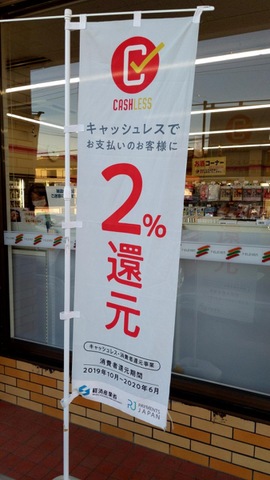 CASHLESS
キャッシュレスで
お支払いのお客様に
2%
還元
キャッシュレス・消費者還元事業
消費者還元期間
2019年10月〜2020年6月
経済産業省
PAYMENTS
JAPAN